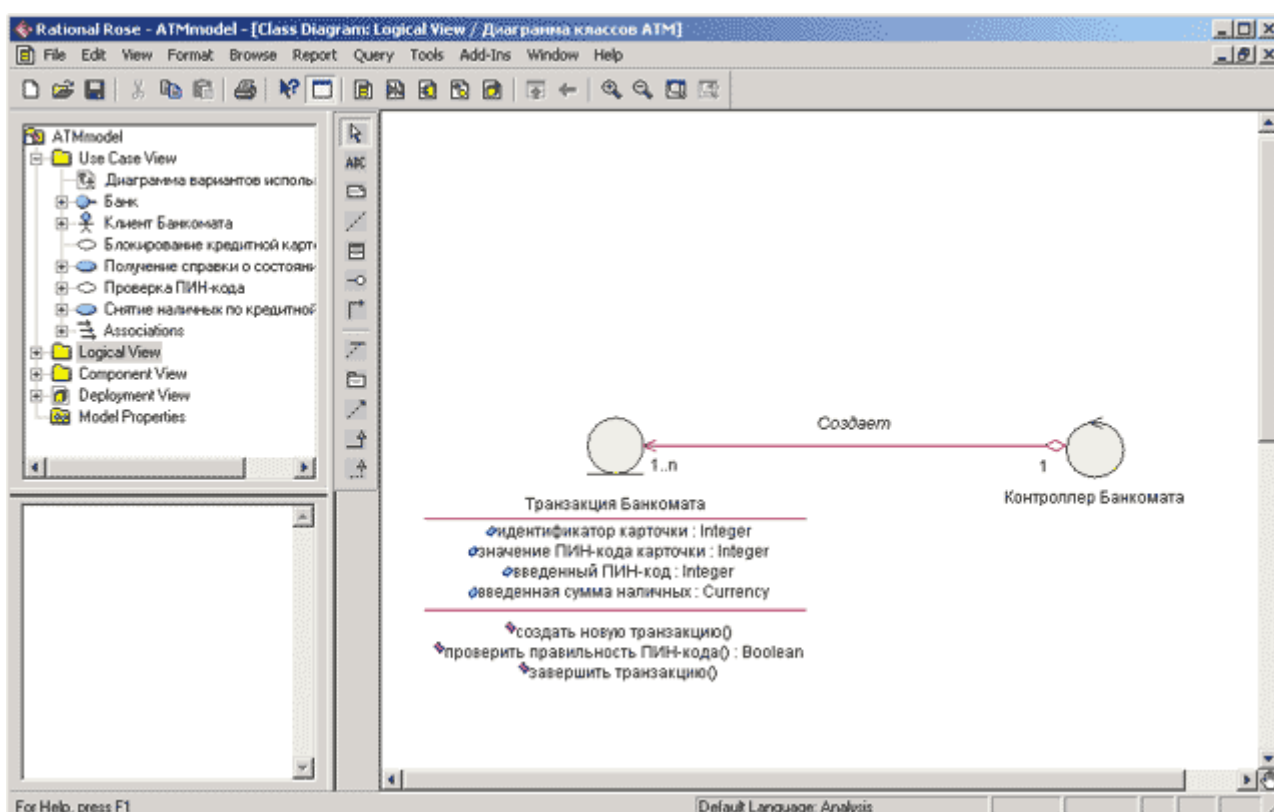 Rational Rose - ATMmodel - [Class Diagram: Logical View / Диаграмма классов ATM]
File Edit View Format Browse Report Query Tools Add-Ins Window Help
ABC
ATMmodel
Use Case View
Диаграмма вариантов исполь
Банк
Клиент Банкомата
Блокирование кредитной карт
Получение справки о состоян
Проверка ПИН-кода
Снятие наличных по кредитной
Associations
Logical View
Component View
Deployment View
Model Properties
Создает
1..n
1
Транзакция Банкомата
Контроллер Банкомата
идентификатор карточки : Integer
значение ПИН-кода карточки : Integer
введенный ПИН-код : Integer
введенная сумма наличных : Currency
создать новую транзакцию()
проверить правильность ПИН-кода() : Boolean
завершить транзакцию()
For Help, press F1
Default Language: Analysis